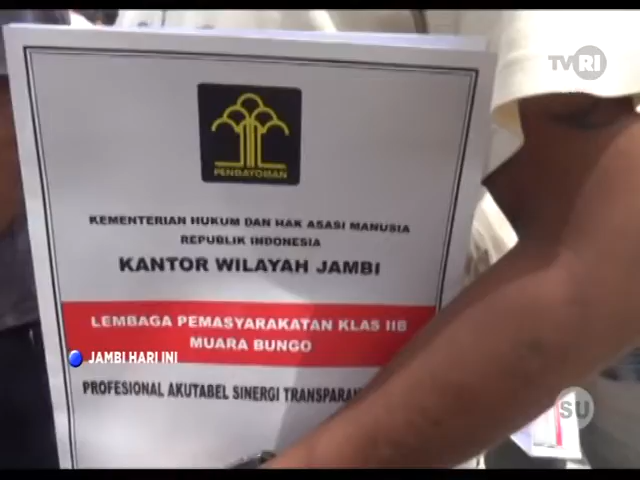 TVRI
PENGAYOMAN
KEMENTERIAN HUKUM DAN HAK ASASI MANUSIA
REPUBLIK INDONESIA
KANTOR WILAYAH JAMBI
LEMBAGA PEMASYARAKATAN KLAS IIB
MUARA BUNGO
JAMBI HARI INI
PROFESIONAL AKUTABEL SINERGI TRANSPARAN
SU